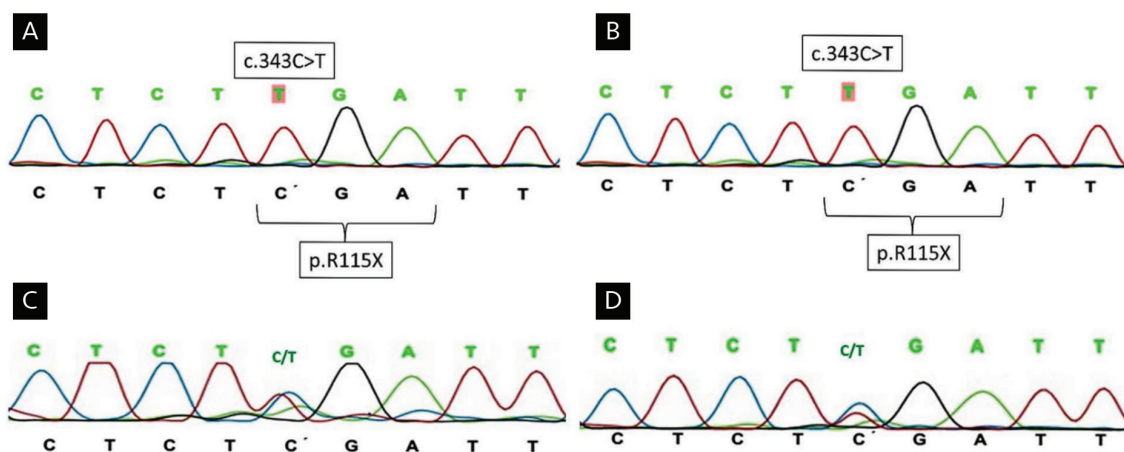 A
c.343C>T
C T C T T G A T T
C T C T C´ G A T T
p.R115X
B
c.343C>T
C T C T T G A T T
C T C T C´ G A T T
p.R115X
C
C T C T C/T G A T T
C T C T C´ G A T T
D
C T C T C/T G A T T
C T C T C´ G A T T